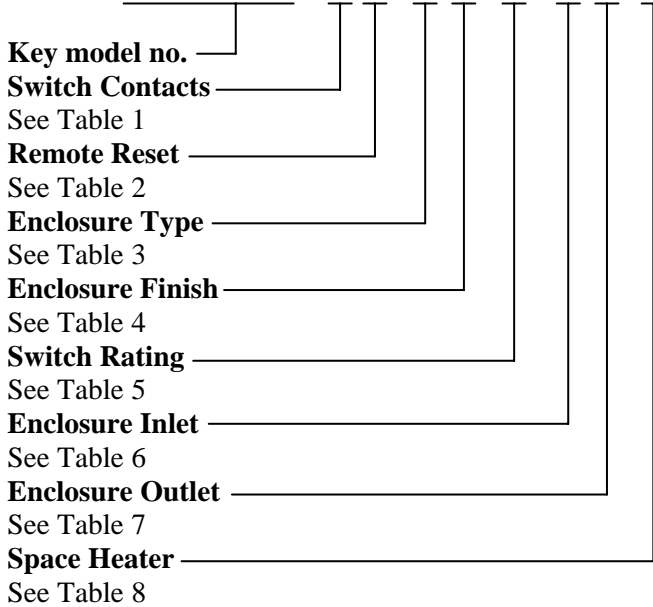 Key model no.
Switch Contacts
See Table 1
Remote Reset
See Table 2
Enclosure Type
See Table 3
Enclosure Finish
See Table 4
Switch Rating
See Table 5
Enclosure Inlet
See Table 6
Enclosure Outlet
See Table 7
Space Heater
See Table 8